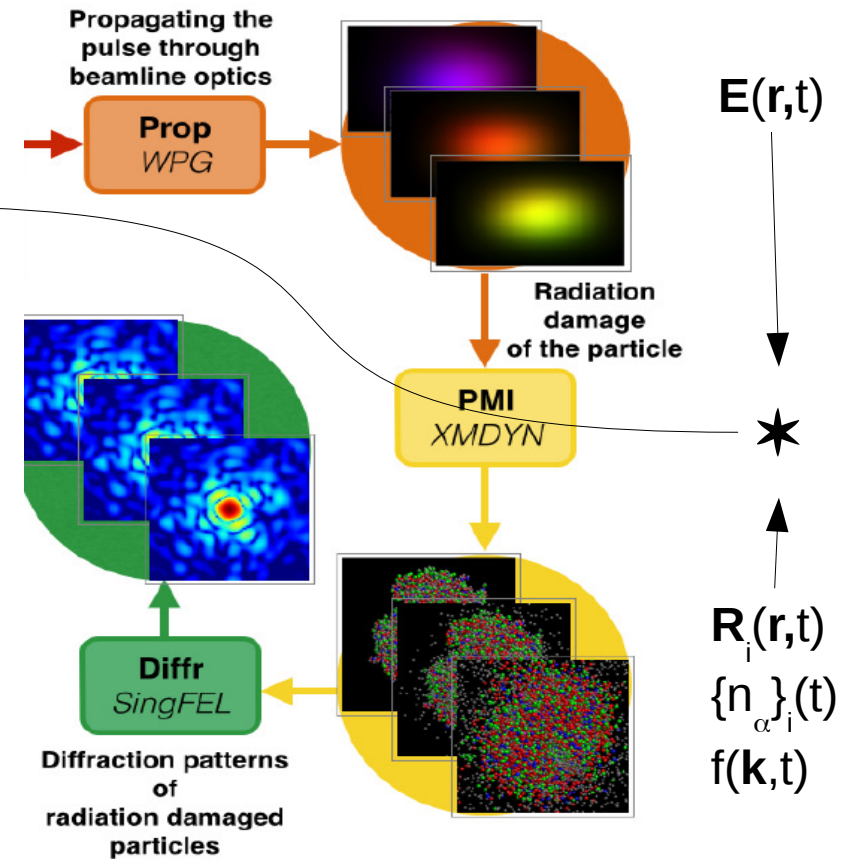 Propagating the
pulse through
beamline optics
Prop
WPG
E(r,t)
Radiation
damage
of the particle
PMI
XMDYN
Diffr
SingFEL
Diffraction patterns
of
radiation damaged
particles
R_i(r,t)
{n_α}_i(t)
f(k,t)